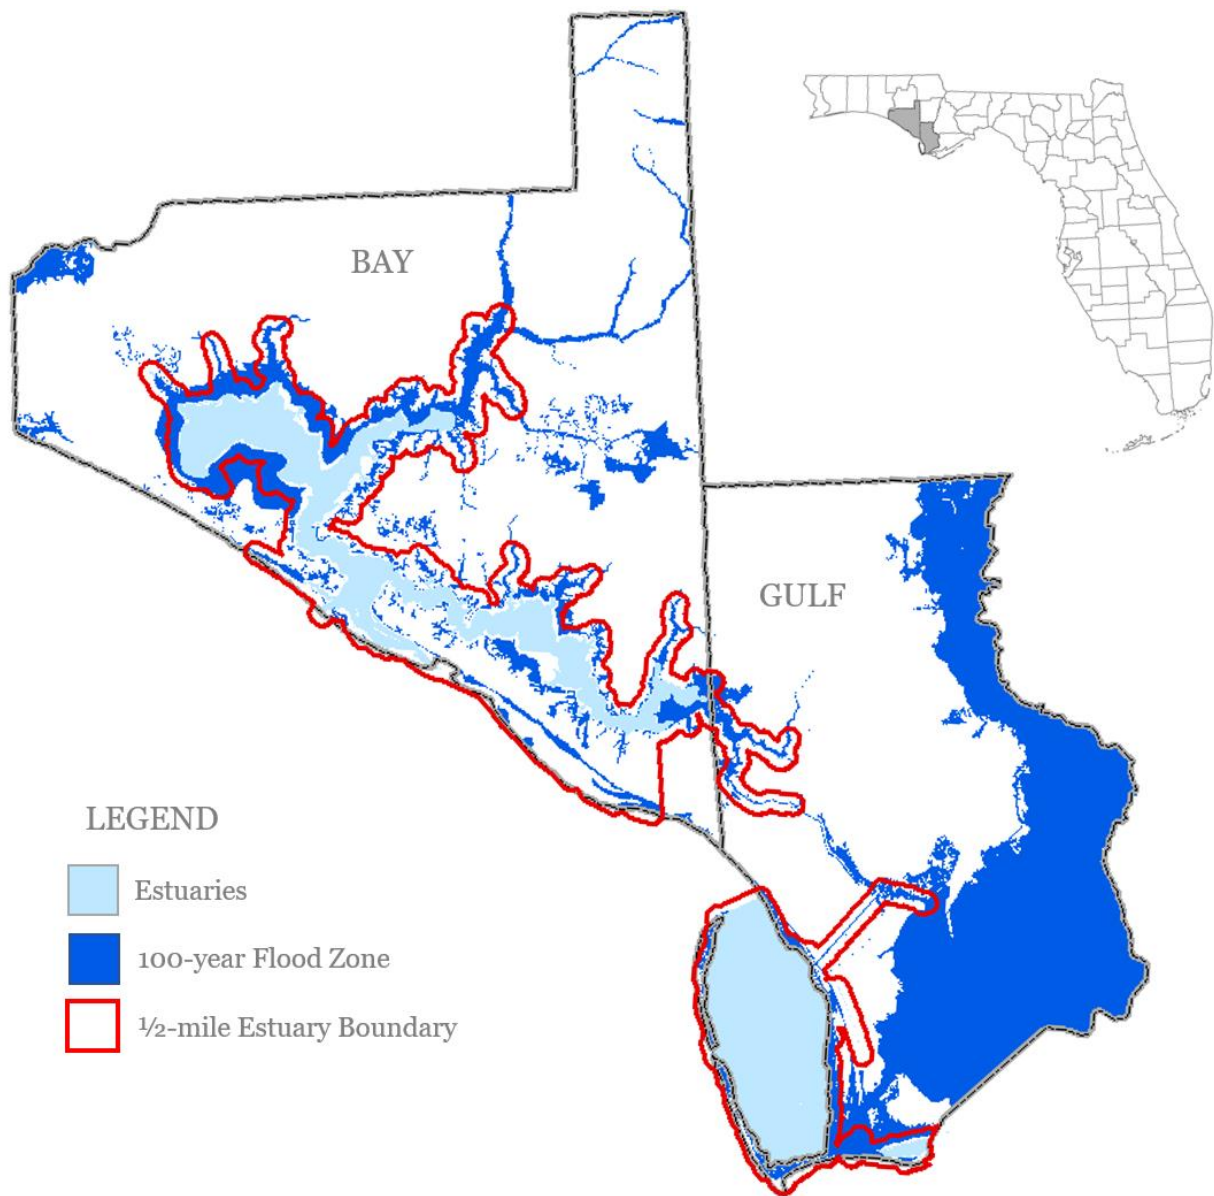 BAY
GULF
LEGEND
Estuaries
100-year Flood Zone
½-mile Estuary Boundary